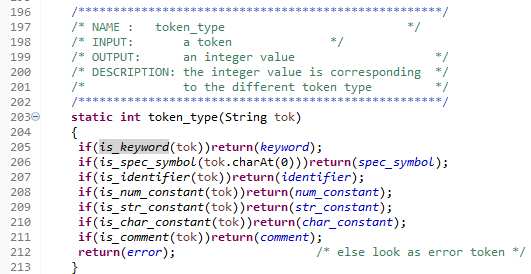 196 /**************************************************/
197 /* NAME : token_type */
198 /* INPUT: a token */
199 /* OUTPUT: an integer value */
200 /* DESCRIPTION: the integer value is corresponding */
201 /* to the different token type */
202 /**************************************************/
203 static int token_type(String tok)
204 {
205 if(is_keyword(tok))return(keyword);
206 if(is_spec_symbol(tok.charAt(0)))return(spec_symbol);
207 if(is_identifier(tok))return(identifier);
208 if(is_num_constant(tok))return(num_constant);
209 if(is_str_constant(tok))return(str_constant);
210 if(is_char_constant(tok))return(char_constant);
211 if(is_comment(tok))return(comment);
212 return(error); /* else look as error token */
213 }